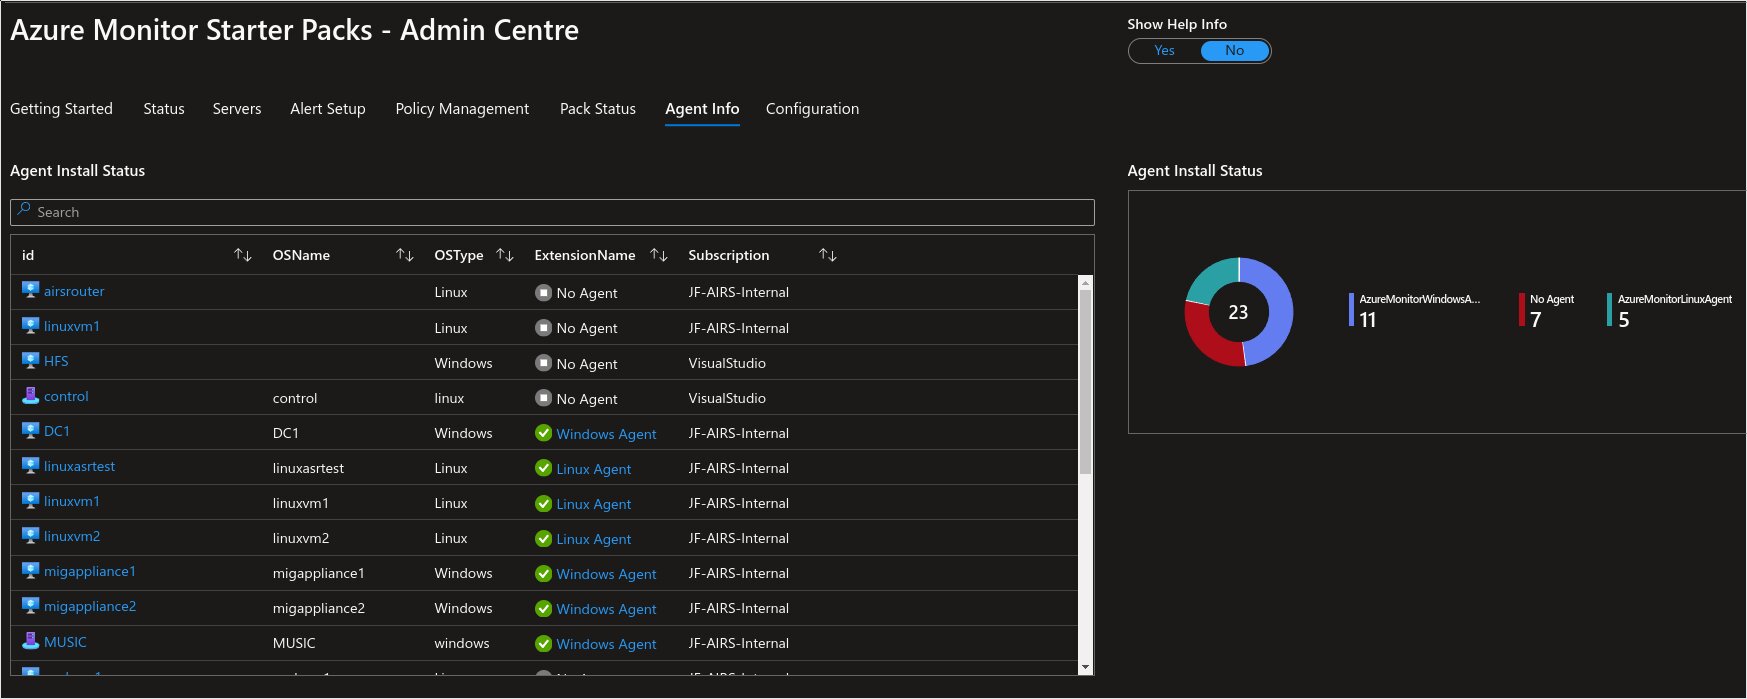 Azure Monitor Starter Packs - Admin Centre
Show Help Info
Yes No
Getting Started Status Servers Alert Setup Policy Management Pack Status Agent Info Configuration
Agent Install Status
Search
id OSName OSType ExtensionName Subscription
airsrouter Linux No Agent JF-AIRS-Internal
linuxvm1 Linux No Agent JF-AIRS-Internal
HFS Windows No Agent VisualStudio
control control linux No Agent VisualStudio
DC1 DC1 Windows Windows Agent JF-AIRS-Internal
linuxasrtest linuxasrtest Linux Linux Agent JF-AIRS-Internal
linuxvm1 linuxvm1 Linux Linux Agent JF-AIRS-Internal
linuxvm2 linuxvm2 Linux Linux Agent JF-AIRS-Internal
migappliance1 migappliance1 Windows Windows Agent JF-AIRS-Internal
migappliance2 migappliance2 Windows Windows Agent JF-AIRS-Internal
MUSIC MUSIC windows Windows Agent JF-AIRS-Internal
Agent Install Status
23
AzureMonitorWindowsA... No Agent AzureMonitorLinuxAgent
11 7 5